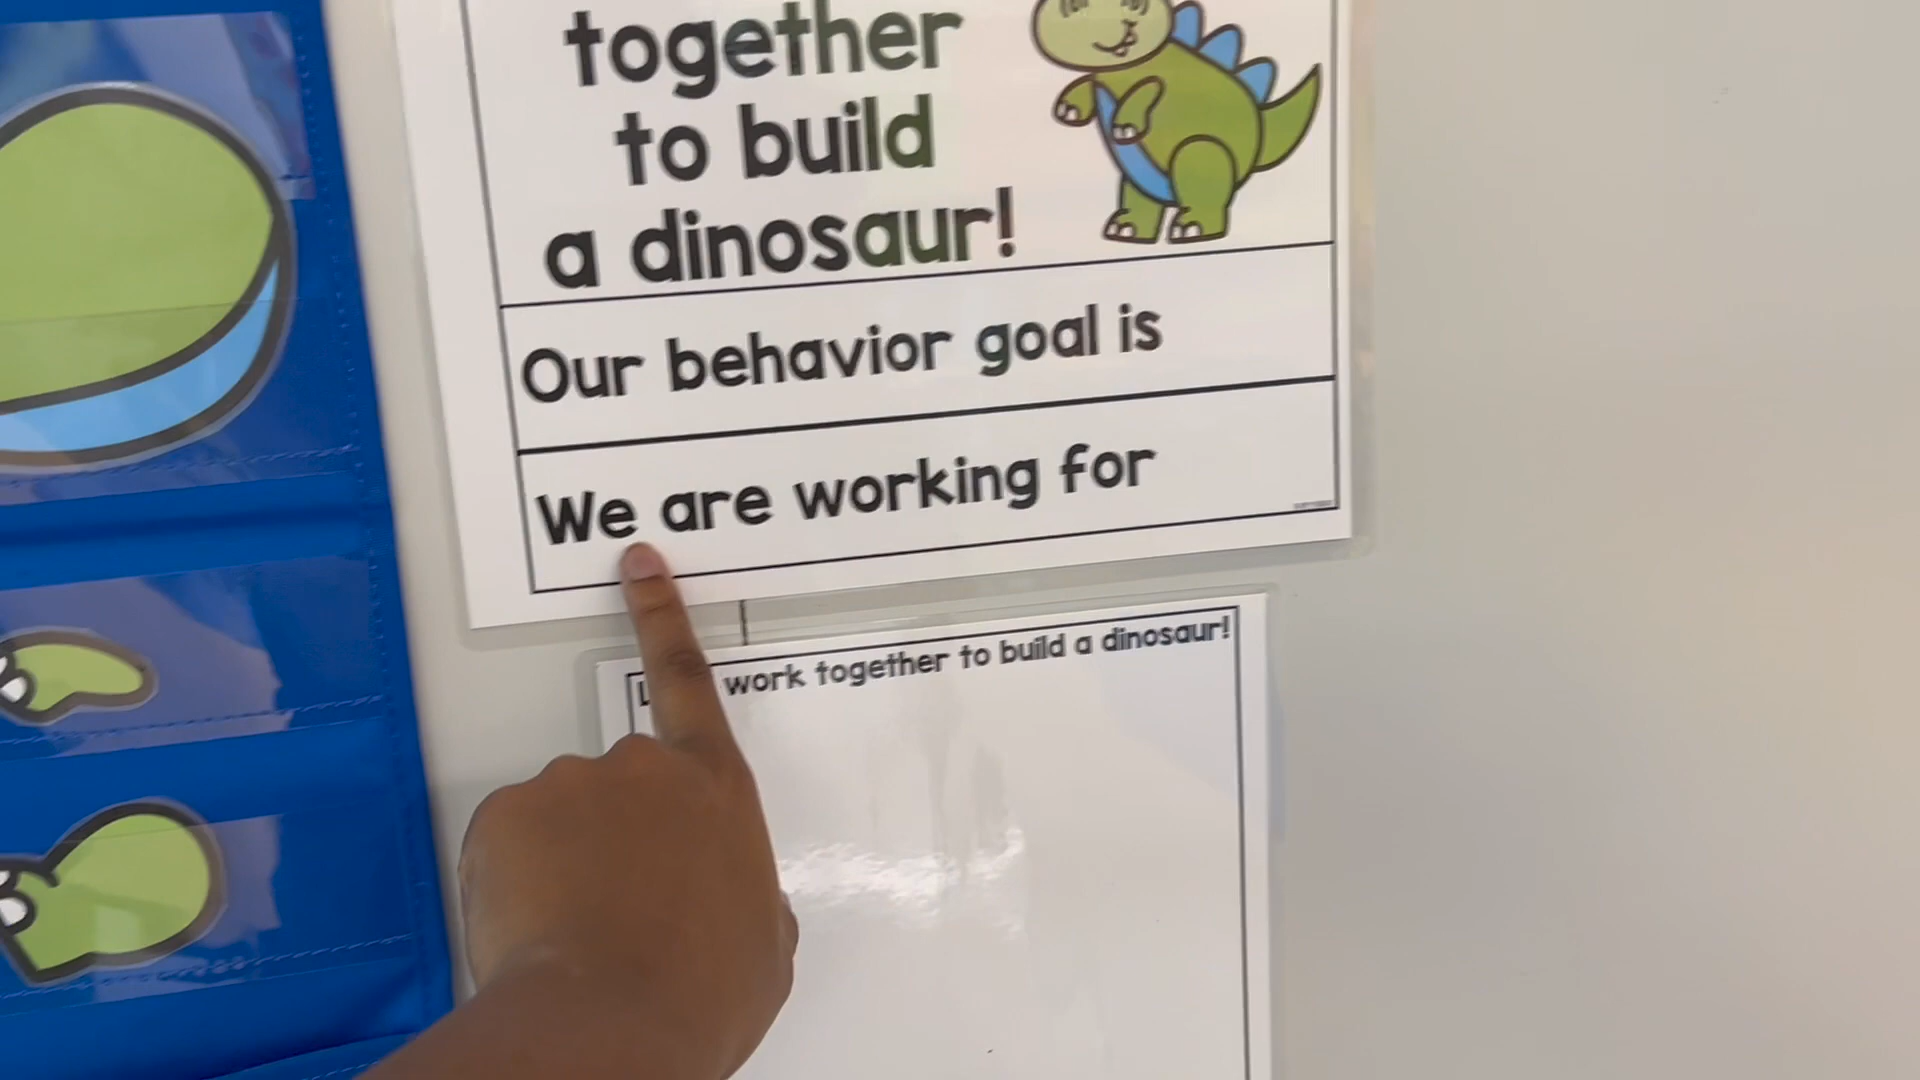 together
to build
a dinosaur!
Our behavior goal is
We are working for
work together to build a dinosaur!